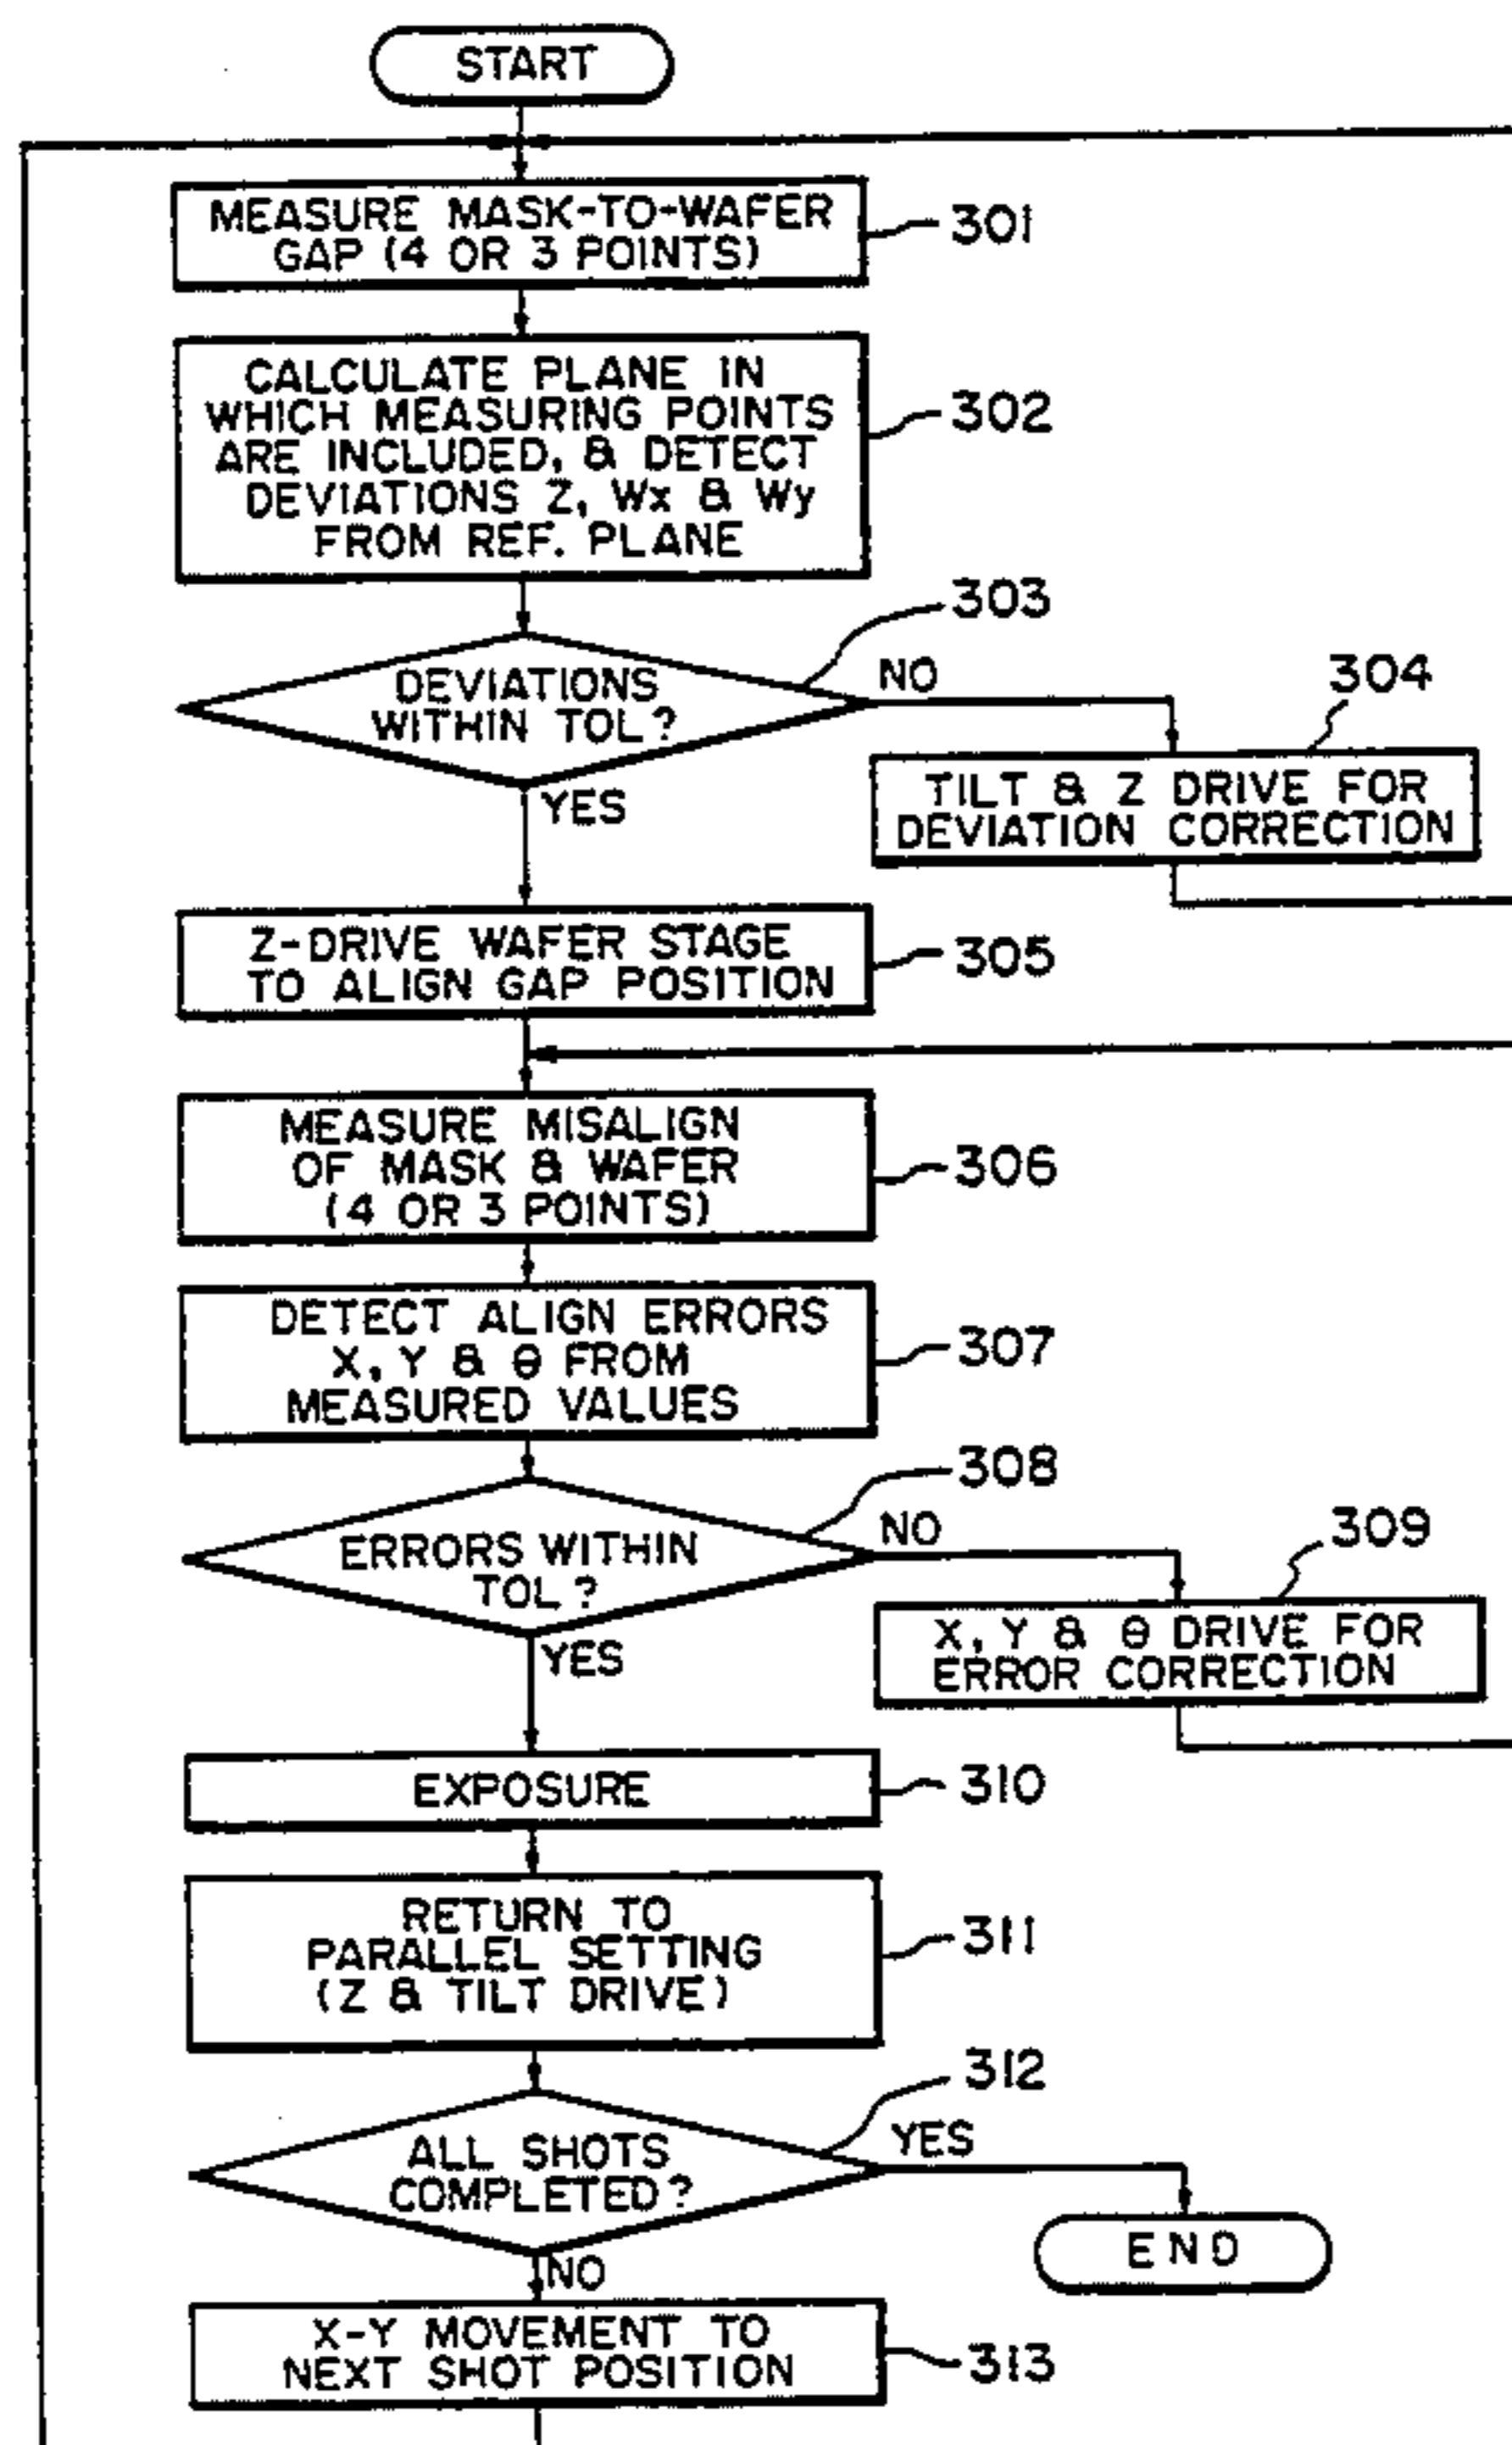 START
MEASURE MASK-TO-WAFER
GAP (4 OR 3 POINTS)
301
CALCULATE PLANE IN
WHICH MEASURING POINTS
ARE INCLUDED, & DETECT
DEVIATIONS Z, Wx & Wy
FROM REF. PLANE
302
303
DEVIATIONS
WITHIN TOL?
NO
YES
304
TILT & Z DRIVE FOR
DEVIATION CORRECTION
Z-DRIVE WAFER STAGE
TO ALIGN GAP POSITION
305
MEASURE MISALIGN
OF MASK & WAFER
(4 OR 3 POINTS)
306
DETECT ALIGN ERRORS
X, Y & θ FROM
MEASURED VALUES
307
308
ERRORS WITHIN
TOL?
NO
YES
309
X, Y & θ DRIVE FOR
ERROR CORRECTION
EXPOSURE
310
RETURN TO
PARALLEL SETTING
(Z & TILT DRIVE)
311
312
ALL SHOTS
COMPLETED?
YES
END
NO
X-Y MOVEMENT TO
NEXT SHOT POSITION
313